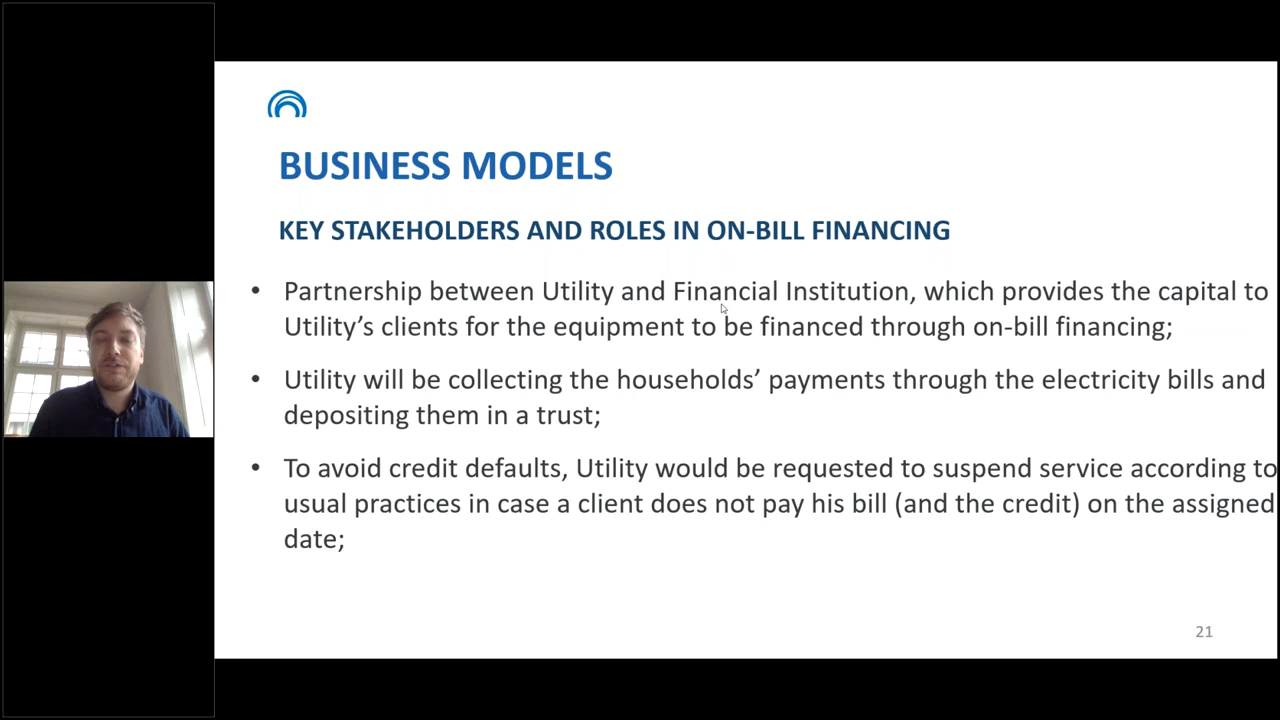 BUSINESS MODELS
KEY STAKEHOLDERS AND ROLES IN ON-BILL FINANCING
• Partnership between Utility and Financial Institution, which provides the capital to
Utility’s clients for the equipment to be financed through on-bill financing;
• Utility will be collecting the households’ payments through the electricity bills and
depositing them in a trust;
• To avoid credit defaults, Utility would be requested to suspend service according to
usual practices in case a client does not pay his bill (and the credit) on the assigned
date;
21